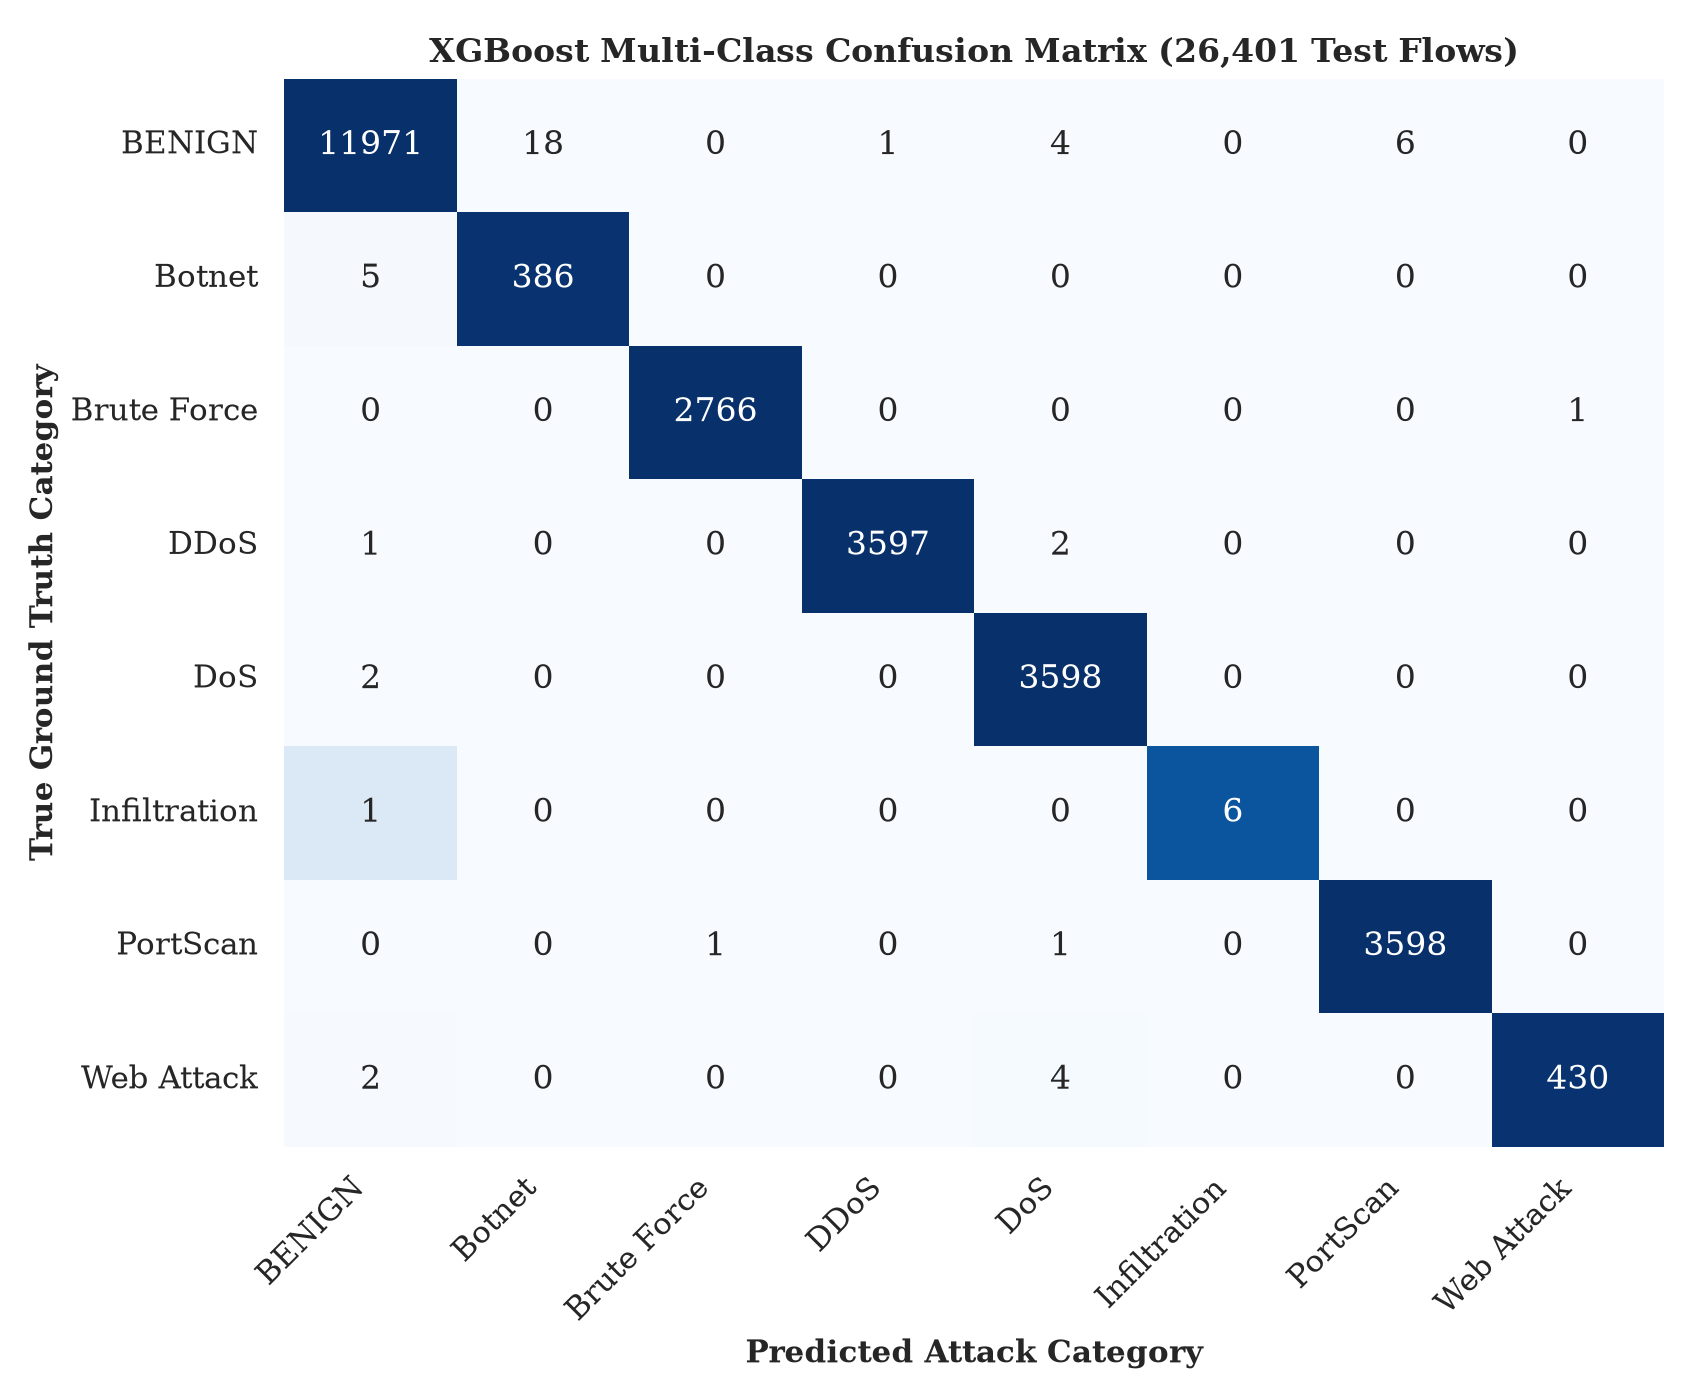 XGBoost Multi-Class Confusion Matrix (26,401 Test Flows)
True Ground Truth Category
BENIGN 11971 18 0 1 4 0 6 0
Botnet 5 386 0 0 0 0 0 0
Brute Force 0 0 2766 0 0 0 0 1
DDoS 1 0 0 3597 2 0 0 0
DoS 2 0 0 0 3598 0 0 0
Infiltration 1 0 0 0 0 6 0 0
PortScan 0 0 1 0 1 0 3598 0
Web Attack 2 0 0 0 4 0 0 430
BENIGN Botnet Brute Force DDoS DoS Infiltration PortScan Web Attack
Predicted Attack Category